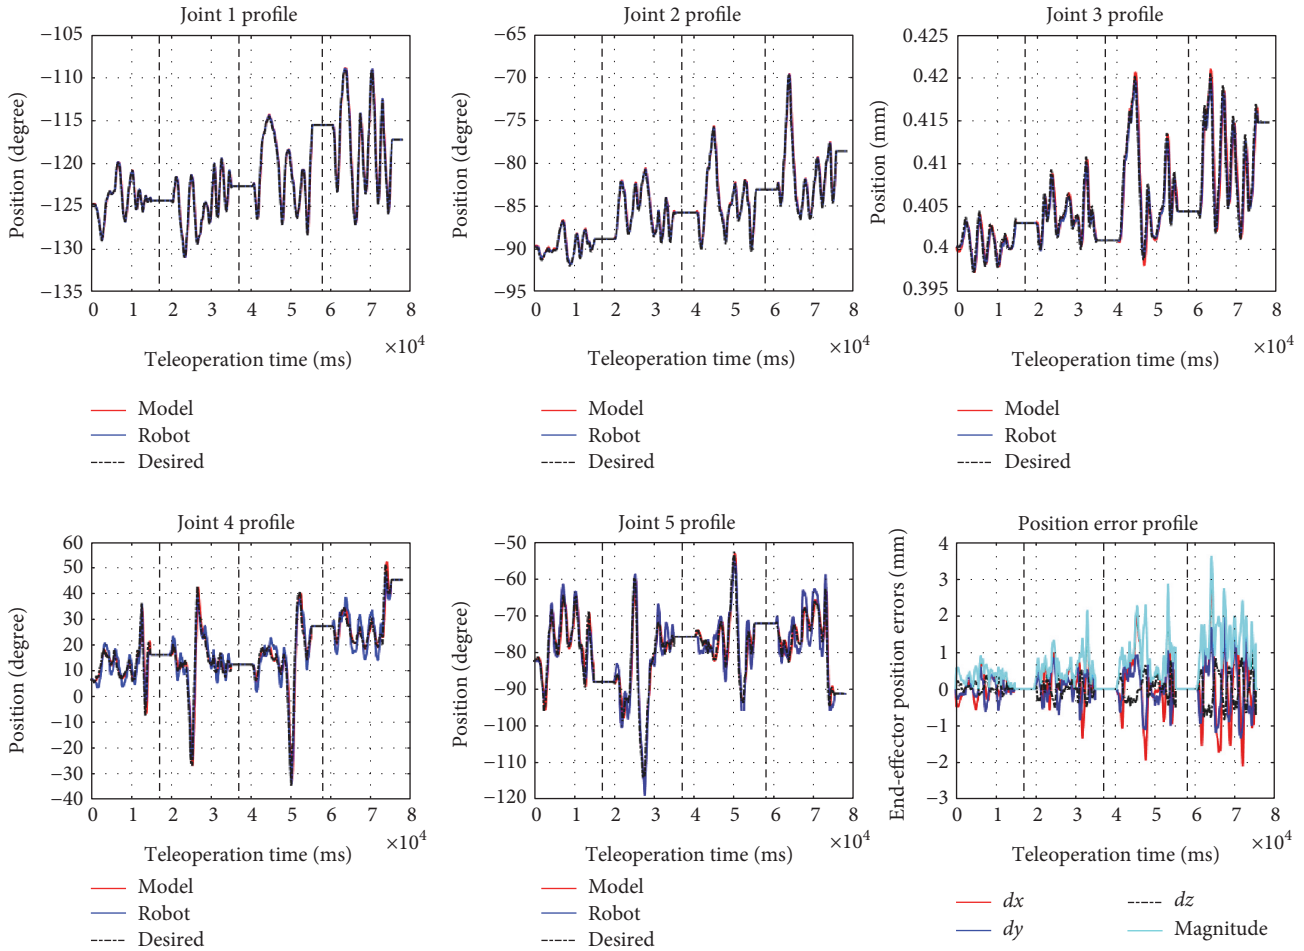 Joint 1 profile
−105
−110
−115
−120
−125
−130
−135
Position (degree)
0 1 2 3 4 5 6 7 8
×10⁴
Teleoperation time (ms)
Model
Robot
Desired
Joint 2 profile
−65
−70
−75
−80
−85
−90
−95
Position (degree)
0 1 2 3 4 5 6 7 8
×10⁴
Teleoperation time (ms)
Model
Robot
Desired
Joint 3 profile
0.425
0.42
0.415
0.41
0.405
0.4
0.395
Position (mm)
0 1 2 3 4 5 6 7 8
×10⁴
Teleoperation time (ms)
Model
Robot
Desired
Joint 4 profile
60
50
40
30
20
10
0
−10
−20
−30
−40
Position (degree)
0 1 2 3 4 5 6 7 8
×10⁴
Teleoperation time (ms)
Model
Robot
Desired
Joint 5 profile
−50
−60
−70
−80
−90
−100
−110
−120
Position (degree)
0 1 2 3 4 5 6 7 8
×10⁴
Teleoperation time (ms)
Model
Robot
Desired
Position error profile
4
3
2
1
0
−1
−2
−3
End-effector position errors (mm)
0 1 2 3 4 5 6 7 8
×10⁴
Teleoperation time (ms)
dx
dy
dz
Magnitude